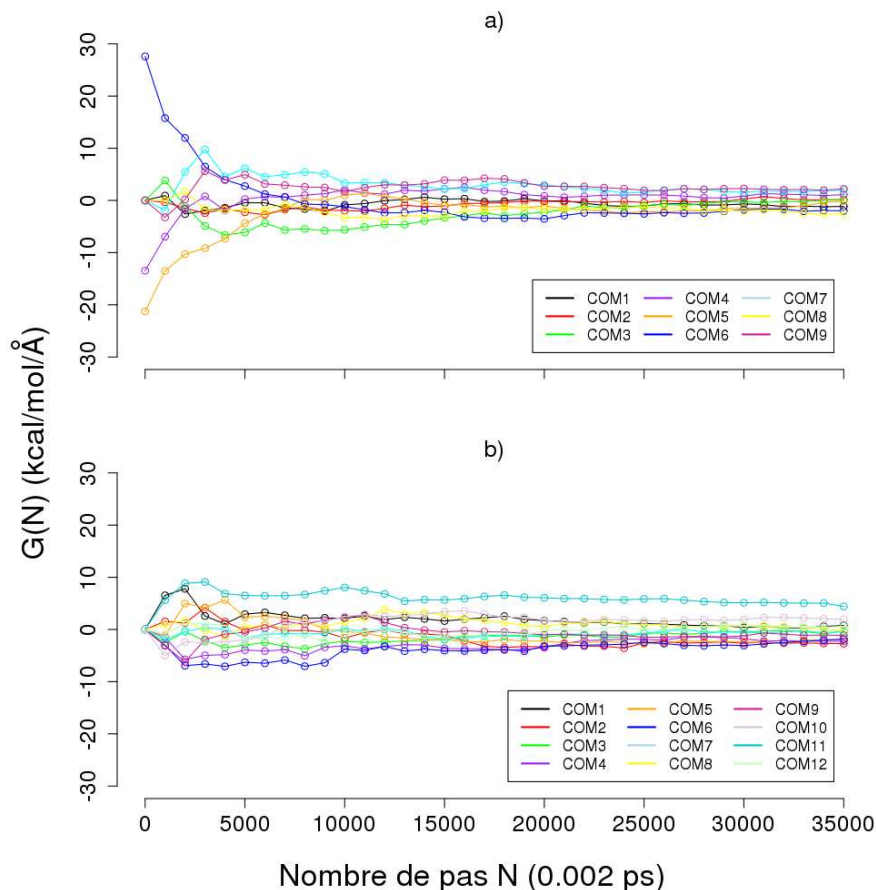 a)
30
20
10
0
-10
-20
-30
COM1 COM4 COM7
COM2 COM5 COM8
COM3 COM6 COM9
G(N) (kcal/mol/Å)
b)
30
20
10
0
-10
-20
-30
COM1 COM5 COM9
COM2 COM6 COM10
COM3 COM7 COM11
COM4 COM8 COM12
0 5000 10000 15000 20000 25000 30000 35000
Nombre de pas N (0.002 ps)